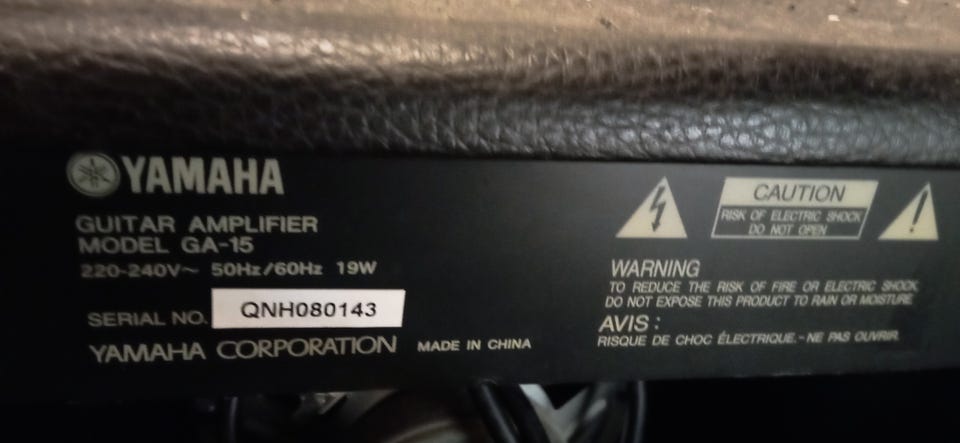 YAMAHA
GUITAR AMPLIFIER
MODEL GA-15
220-240V~ 50Hz/60Hz 19W
SERIAL NO. QNH080143
YAMAHA CORPORATION MADE IN CHINA
CAUTION
RISK OF ELECTRIC SHOCK
DO NOT OPEN
WARNING
TO REDUCE THE RISK OF FIRE OR ELECTRIC SHOCK
DO NOT EXPOSE THIS PRODUCT TO RAIN OR MOISTURE
AVIS :
RISQUE DE CHOC ÉLECTRIQUE.-NE PAS OUVRIR.